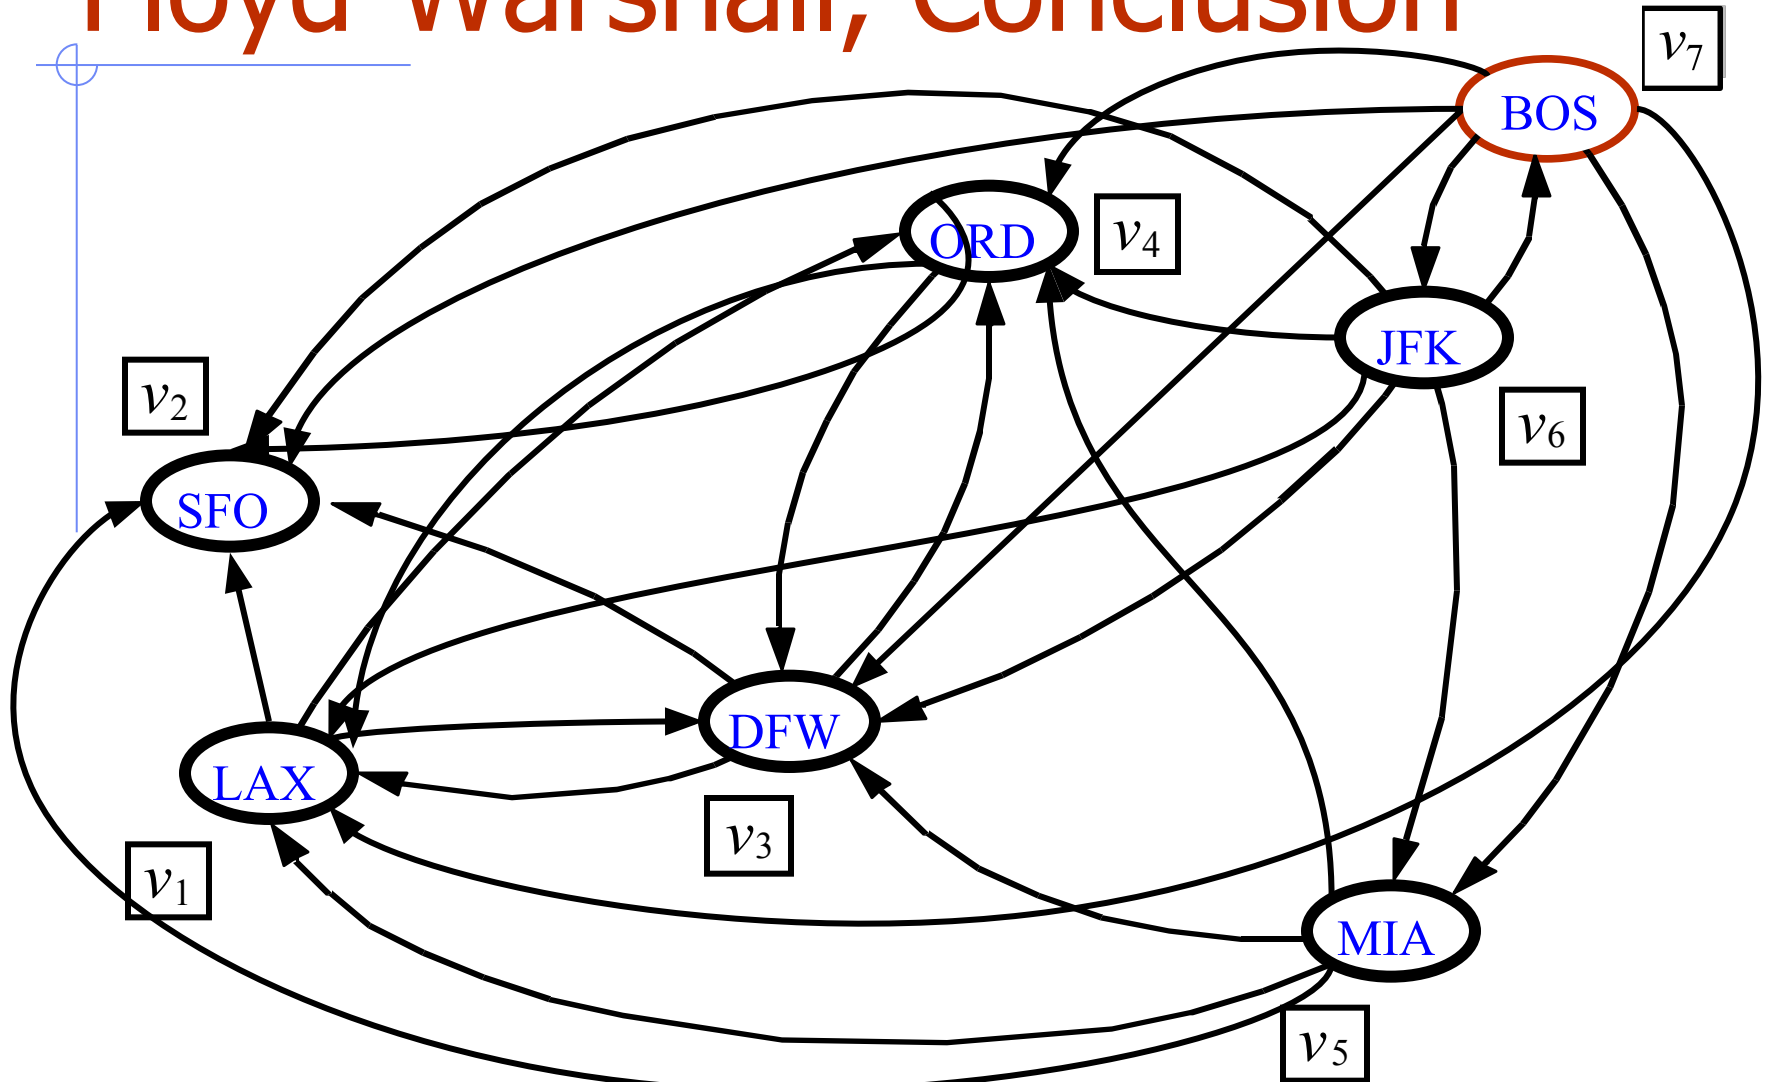 Floyd-Warshall, Conclusion
v7
BOS
ORD
v4
JFK
v2
v6
SFO
DFW
LAX
v3
v1
MIA
v5